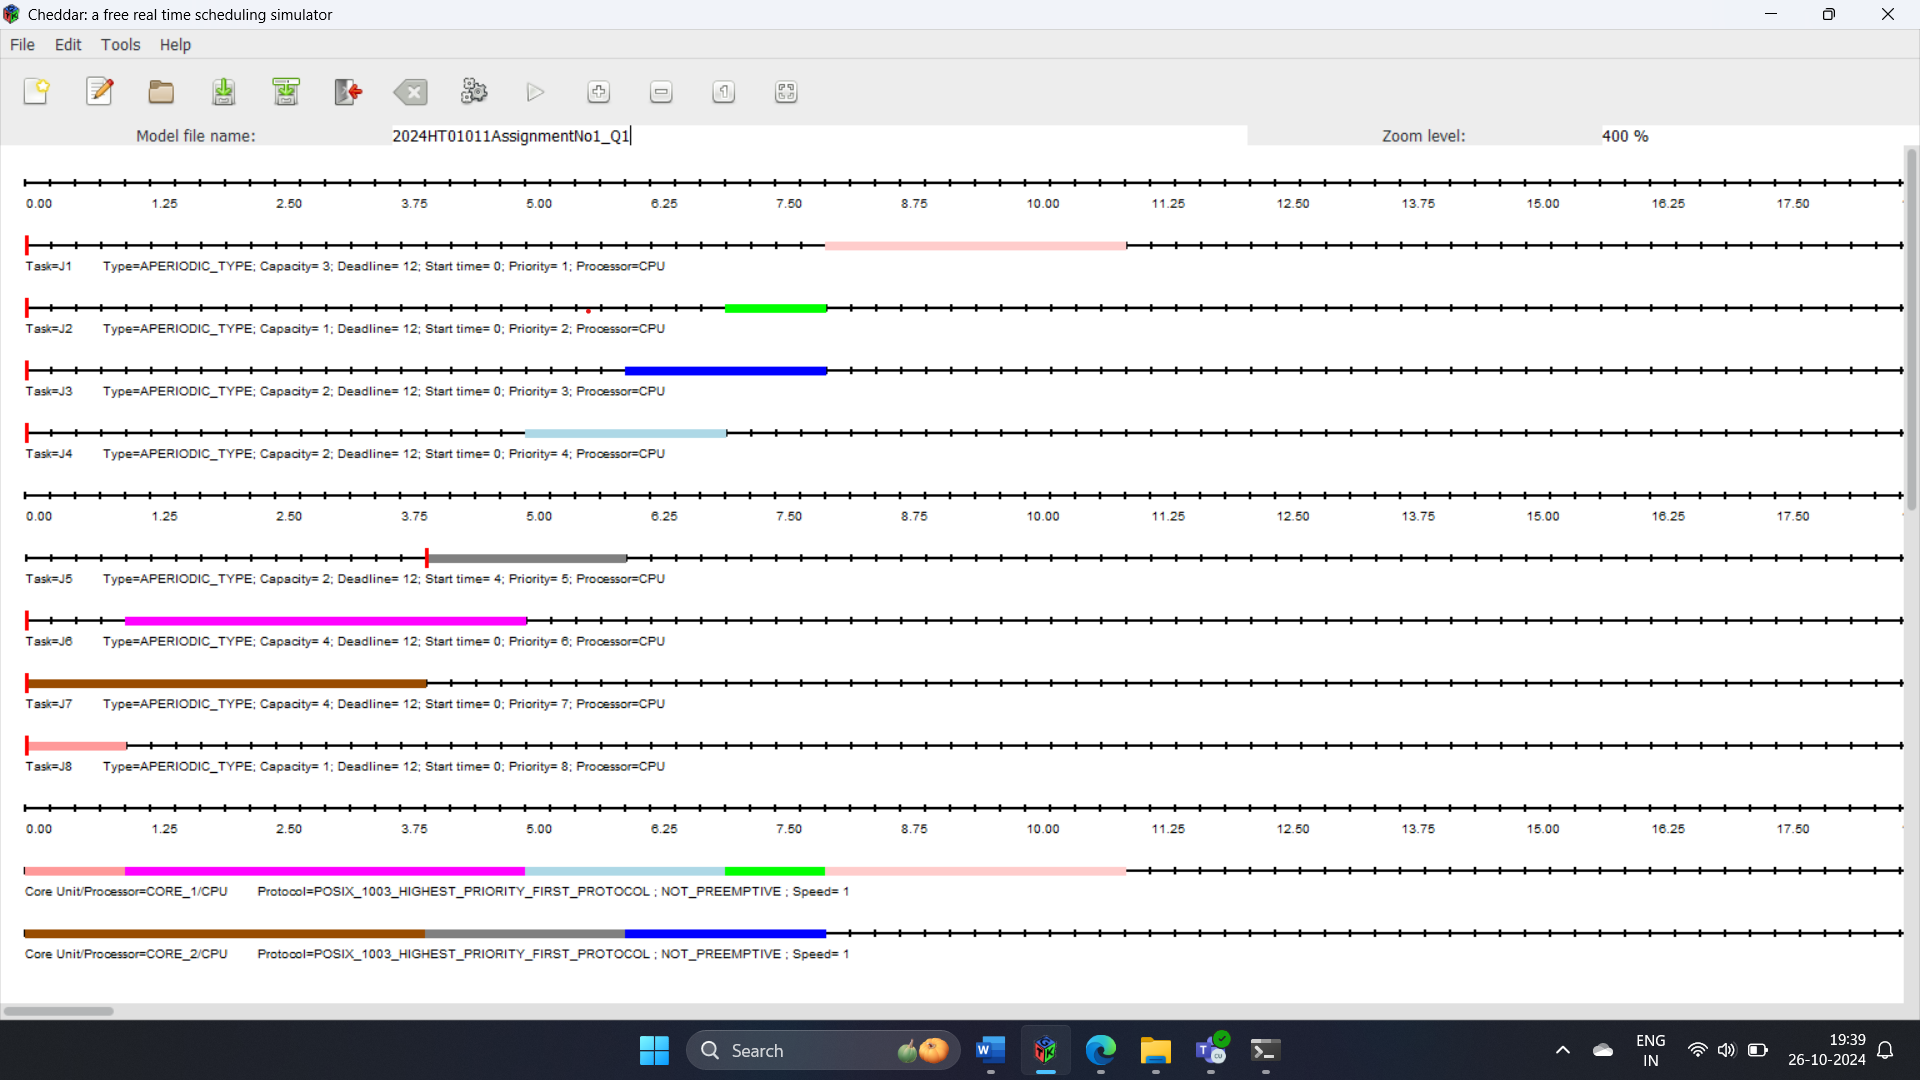 Cheddar: a free real time scheduling simulator
File Edit Tools Help
Model file name: 2024HT01011AssignmentNo1_Q1 Zoom level: 400 %
0.00 1.25 2.50 3.75 5.00 6.25 7.50 8.75 10.00 11.25 12.50 13.75 15.00 16.25 17.50
Task=J1 Type=APERIODIC_TYPE; Capacity= 3; Deadline= 12; Start time= 0; Priority= 1; Processor=CPU
Task=J2 Type=APERIODIC_TYPE; Capacity= 1; Deadline= 12; Start time= 0; Priority= 2; Processor=CPU
Task=J3 Type=APERIODIC_TYPE; Capacity= 2; Deadline= 12; Start time= 0; Priority= 3; Processor=CPU
Task=J4 Type=APERIODIC_TYPE; Capacity= 2; Deadline= 12; Start time= 0; Priority= 4; Processor=CPU
0.00 1.25 2.50 3.75 5.00 6.25 7.50 8.75 10.00 11.25 12.50 13.75 15.00 16.25 17.50
Task=J5 Type=APERIODIC_TYPE; Capacity= 2; Deadline= 12; Start time= 4; Priority= 5; Processor=CPU
Task=J6 Type=APERIODIC_TYPE; Capacity= 4; Deadline= 12; Start time= 0; Priority= 6; Processor=CPU
Task=J7 Type=APERIODIC_TYPE; Capacity= 4; Deadline= 12; Start time= 0; Priority= 7; Processor=CPU
Task=J8 Type=APERIODIC_TYPE; Capacity= 1; Deadline= 12; Start time= 0; Priority= 8; Processor=CPU
0.00 1.25 2.50 3.75 5.00 6.25 7.50 8.75 10.00 11.25 12.50 13.75 15.00 16.25 17.50
Core Unit/Processor=CORE_1/CPU Protocol=POSIX_1003_HIGHEST_PRIORITY_FIRST_PROTOCOL ; NOT_PREEMPTIVE ; Speed= 1
Core Unit/Processor=CORE_2/CPU Protocol=POSIX_1003_HIGHEST_PRIORITY_FIRST_PROTOCOL ; NOT_PREEMPTIVE ; Speed= 1
Search
ENG
IN
19:39
26-10-2024